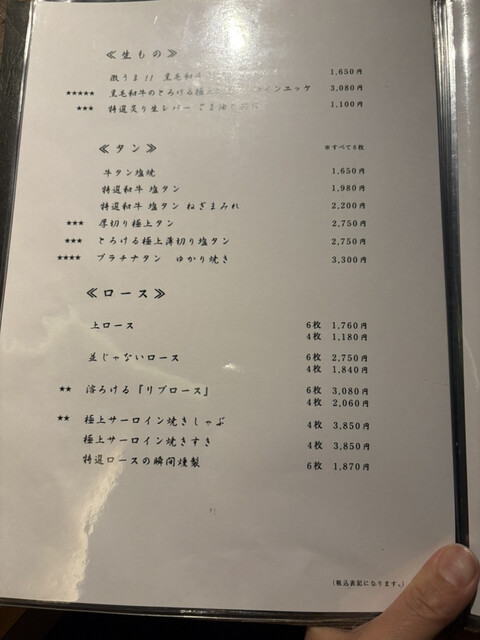 ≪生もの≫
激うま!! 黒毛和牛 1,650円
★★★★★ 黒毛和牛のとろける極上 インユッケ 3,080円
★★★ 特選炙り生レバー ごま油 1,100円
≪タン≫ ※すべて6枚
牛タン塩焼 1,650円
特選和牛 塩タン 1,980円
特選和牛 塩タン ねぎまみれ 2,200円
★★★ 厚切り極上タン 2,750円
★★★ とろける極上薄切り塩タン 2,750円
★★★★ プラチナタン ゆかり焼き 3,300円
≪ロース≫
上ロース 6枚 1,760円
4枚 1,180円
並じゃないロース 6枚 2,750円
4枚 1,840円
★★ 溶ろける「リブロース」 6枚 3,080円
4枚 2,060円
★★ 極上サーロイン焼きしゃぶ 4枚 3,850円
極上サーロイン焼きすき 4枚 3,850円
特選ロースの瞬間燻製 6枚 1,870円
(税込表記になります。)